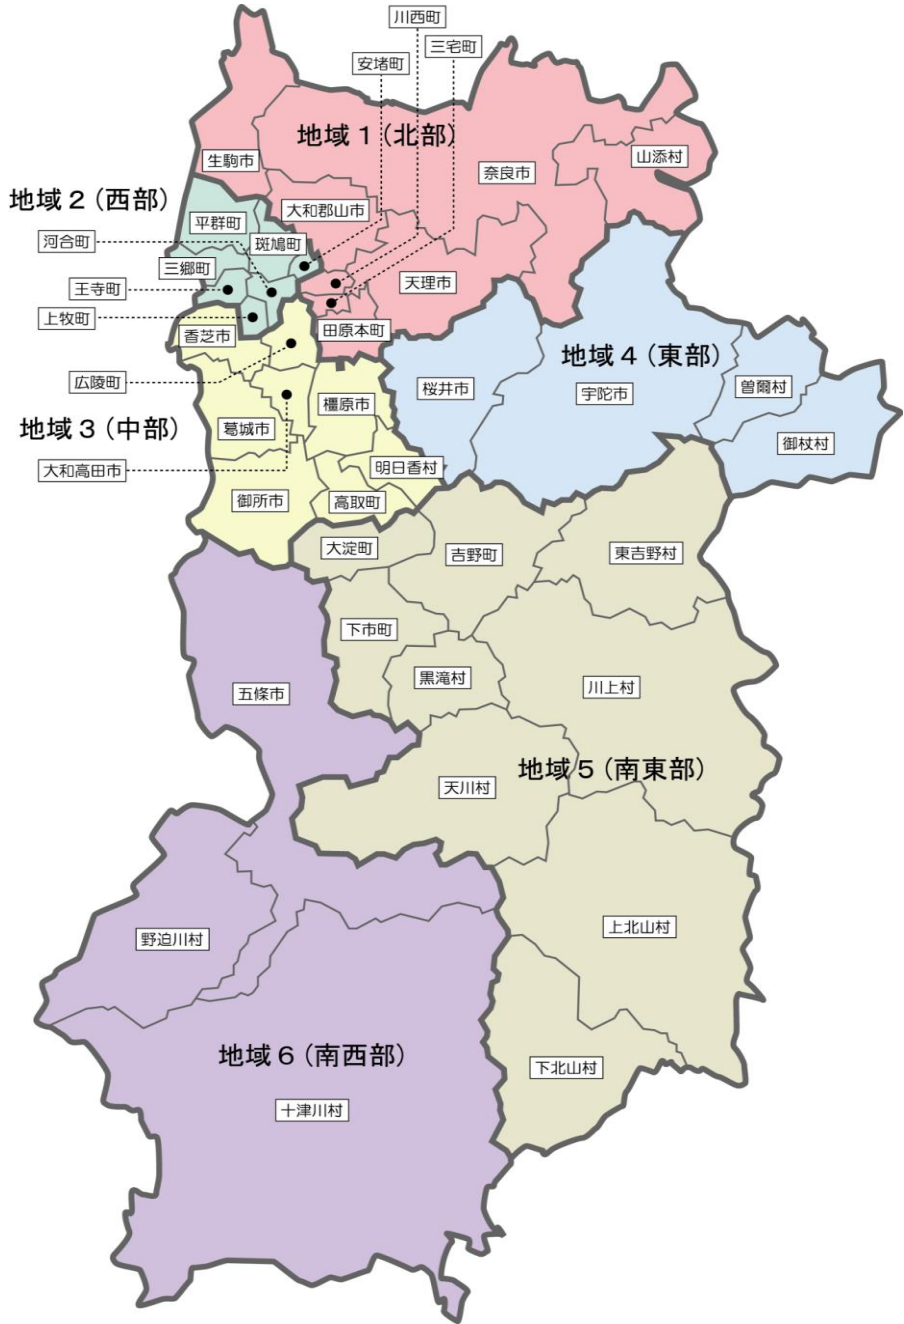 川西町
三宅町
安堵町
地域1(北部)
生駒市
奈良市
山添村
地域2(西部)
平群町
大和郡山市
河合町
斑鳩町
三郷町
王寺町
天理市
上牧町
香芝市
田原本町
地域4(東部)
広陵町
桜井市
宇陀市
曽爾村
橿原市
地域3(中部)
葛城市
御杖村
大和高田市
明日香村
御所市
高取町
大淀町
吉野町
東吉野村
下市町
黒滝村
川上村
五條市
地域5(南東部)
天川村
野迫川村
上北山村
地域6(南西部)
下北山村
十津川村